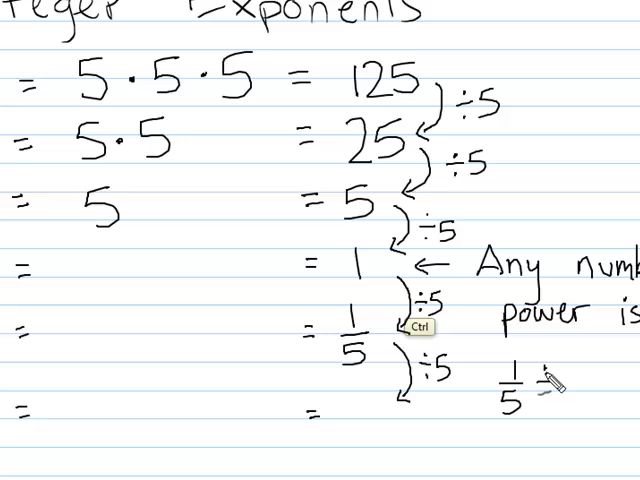 teger Exponents
= 5 · 5 · 5 = 125
÷5
= 5 · 5 = 25
÷5
= 5 = 5
÷5
= = 1 ← Any numb
power is
÷5
= = 1/5
Ctrl
÷5
1/5 ÷
= =